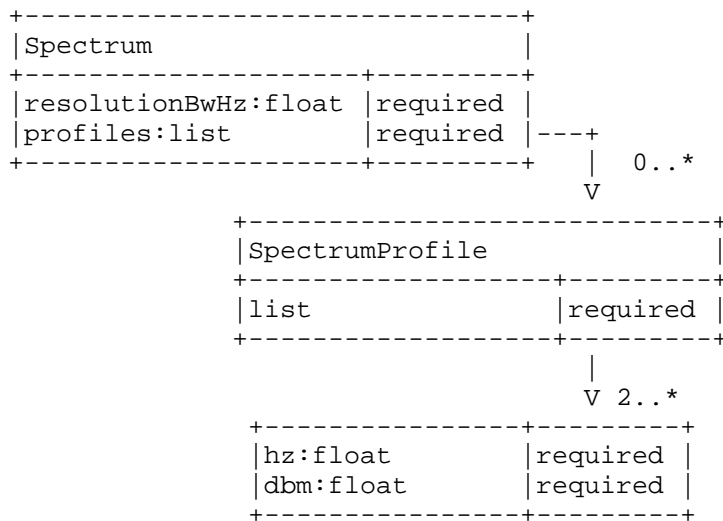 Spectrum
resolutionBwHz:float |required
profiles:list |required
0..*
SpectrumProfile
list |required
2..*
hz:float |required
dbm:float |required